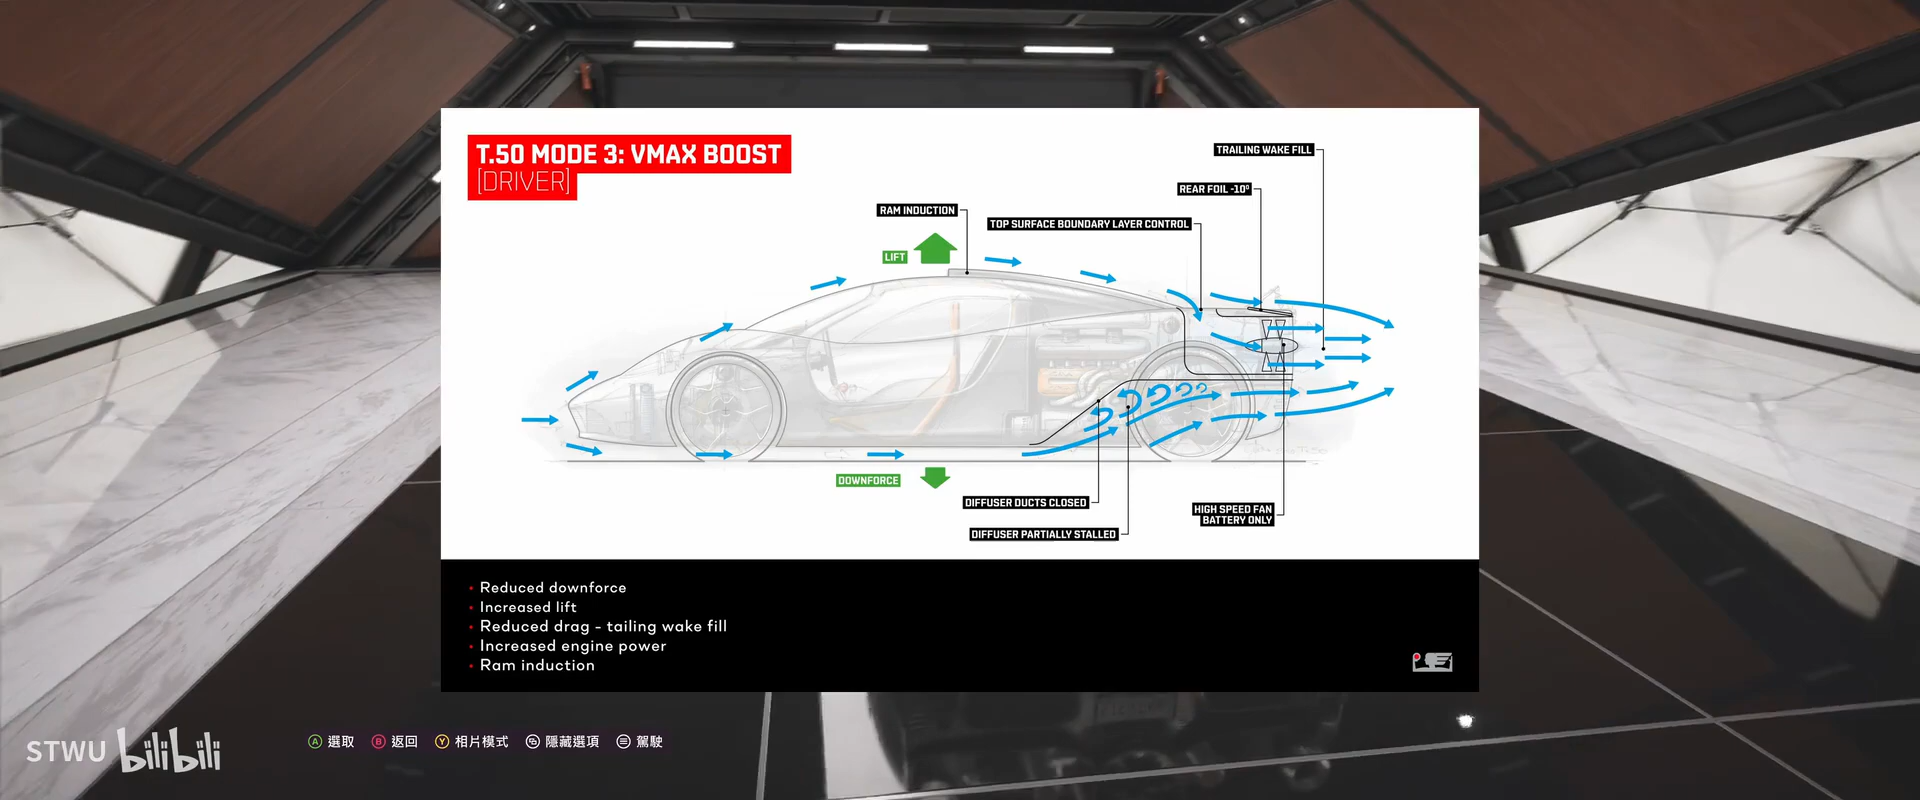 T.50 MODE 3: VMAX BOOST
[DRIVER]
TRAILING WAKE FILL
REAR FOIL -10º
RAM INDUCTION
TOP SURFACE BOUNDARY LAYER CONTROL
LIFT
DOWNFORCE
DIFFUSER DUCTS CLOSED
HIGH SPEED FAN
BATTERY ONLY
DIFFUSER PARTIALLY STALLED
• Reduced downforce
• Increased lift
• Reduced drag - tailing wake fill
• Increased engine power
• Ram induction
STWU bilibili
A 選取 B 返回 Y 相片模式 隱藏選項 駕駛